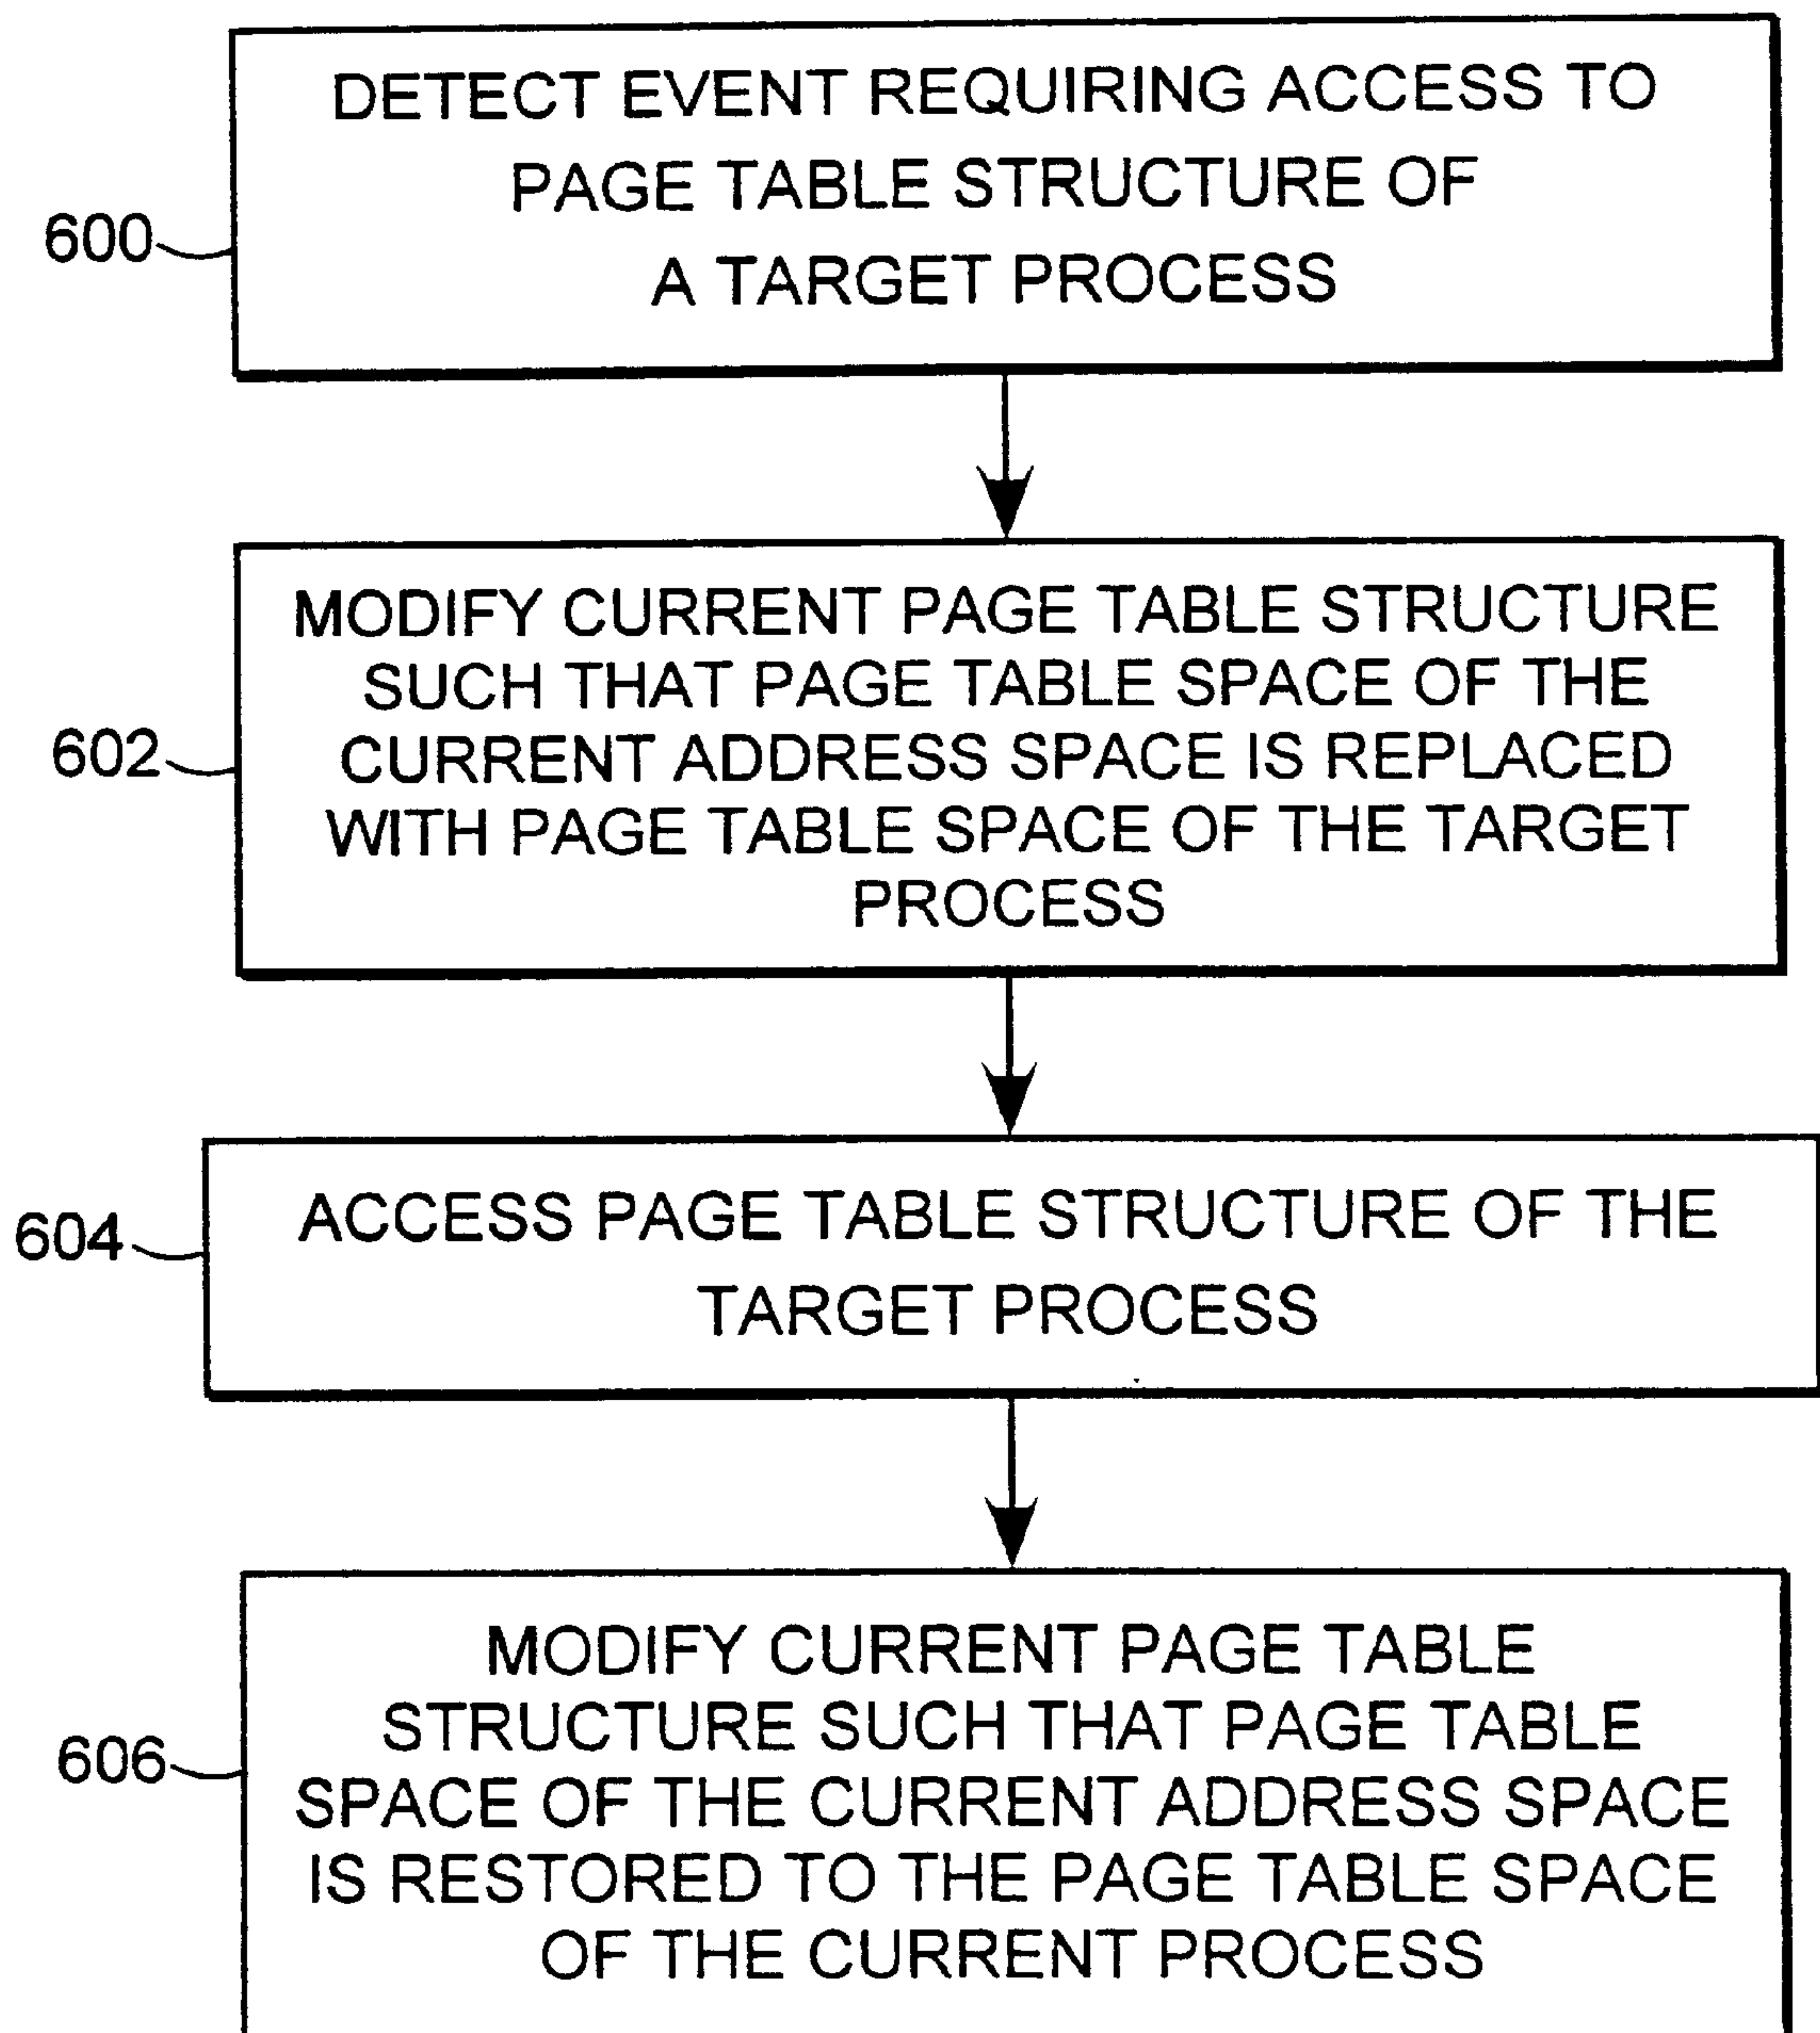 DETECT EVENT REQUIRING ACCESS TO
PAGE TABLE STRUCTURE OF
A TARGET PROCESS
600
MODIFY CURRENT PAGE TABLE STRUCTURE
SUCH THAT PAGE TABLE SPACE OF THE
CURRENT ADDRESS SPACE IS REPLACED
WITH PAGE TABLE SPACE OF THE TARGET
PROCESS
602
ACCESS PAGE TABLE STRUCTURE OF THE
TARGET PROCESS
604
MODIFY CURRENT PAGE TABLE
STRUCTURE SUCH THAT PAGE TABLE
SPACE OF THE CURRENT ADDRESS SPACE
IS RESTORED TO THE PAGE TABLE SPACE
OF THE CURRENT PROCESS
606